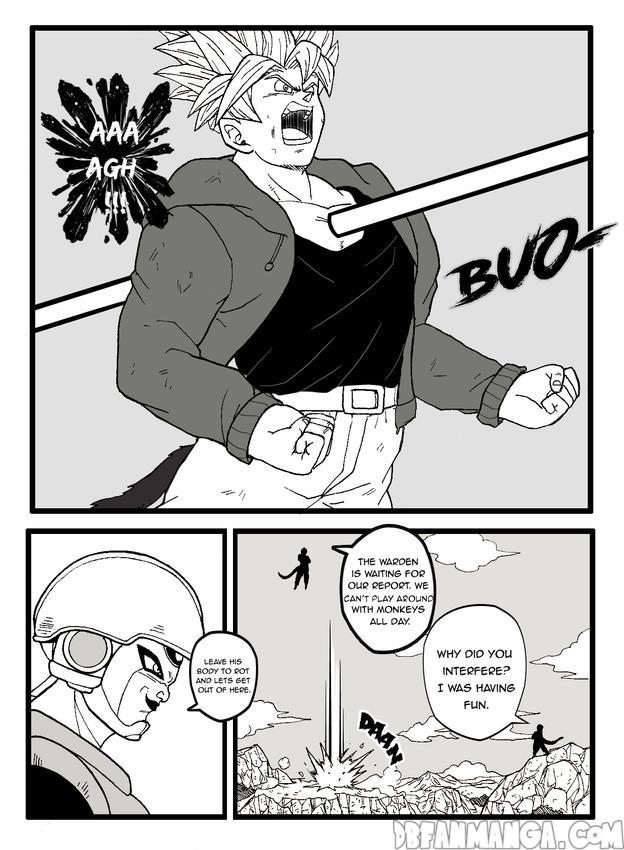 AAA
AGH
!!!
BUO-
LEAVE HIS
BODY TO ROT
AND LETS GET
OUT OF HERE.
THE WARDEN
IS WAITING FOR
OUR REPORT. WE
CAN'T PLAY AROUND
WITH MONKEYS
ALL DAY.
WHY DID YOU
INTERFERE?
I WAS HAVING
FUN.
DAAN
DBFANMANGA.COM